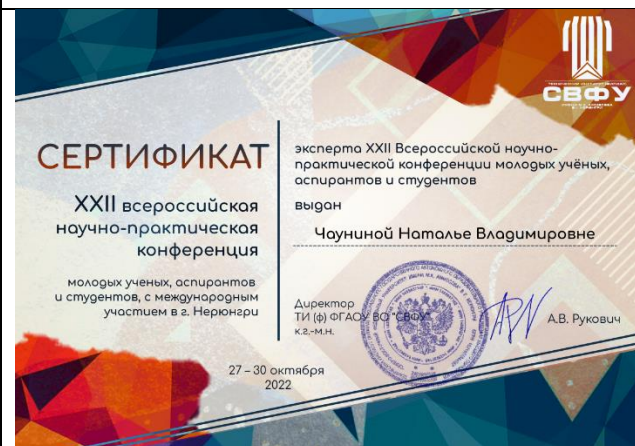 СВФУ
СЕРТИФИКАТ
XXII всероссийская
научно-практическая
конференция
молодых ученых, аспирантов
и студентов, с международным
участием в г. Нерюнгри
27 – 30 октября
2022
эксперта XXII Всероссийской научно-
практической конференции молодых учёных,
аспирантов и студентов
выдан
Чауниной Наталье Владимировне
Директор
ТИ (ф) ФГАОУ ВО "СВФУ"
к.г.-м.н.
А.В. Рукович